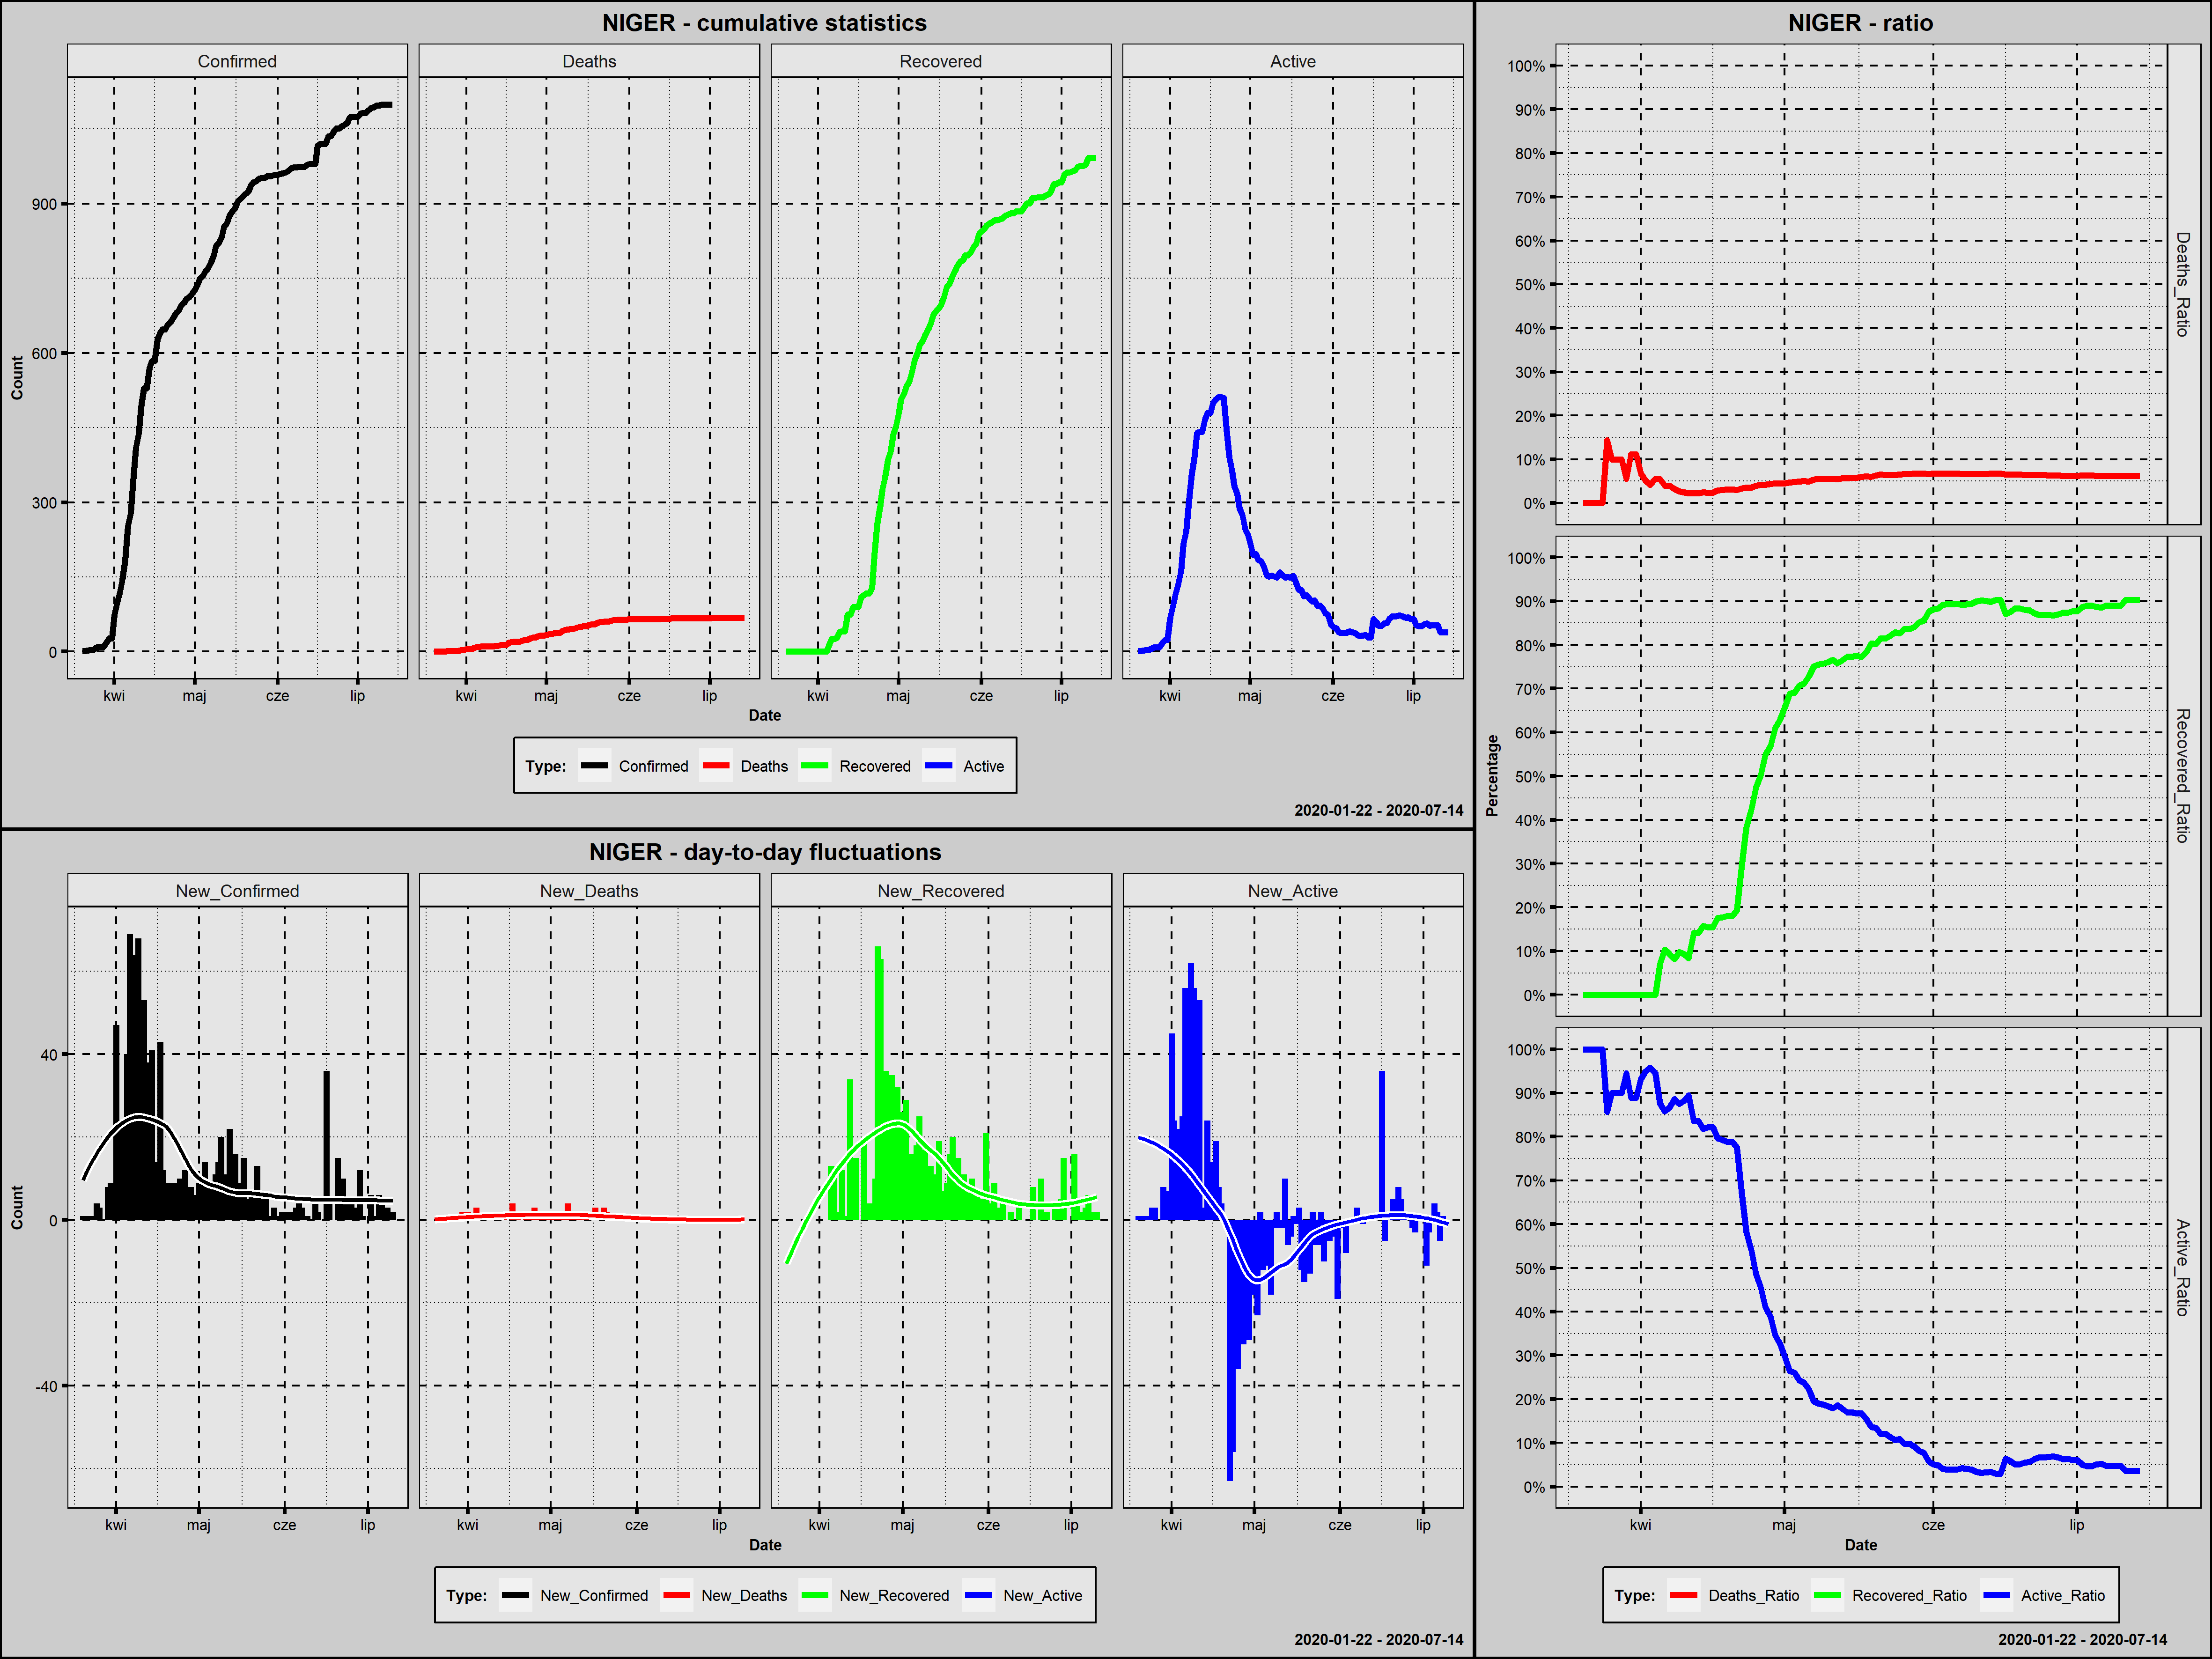 NIGER - cumulative statistics
Confirmed
Deaths
Recovered
Active
Count
900
600
300
0
kwi maj cze lip
kwi maj cze lip
kwi maj cze lip
kwi maj cze lip
Date
Type: Confirmed Deaths Recovered Active
2020-01-22 - 2020-07-14
NIGER - day-to-day fluctuations
New_Confirmed
New_Deaths
New_Recovered
New_Active
Count
40
0
-40
kwi maj cze lip
kwi maj cze lip
kwi maj cze lip
kwi maj cze lip
Date
Type: New_Confirmed New_Deaths New_Recovered New_Active
2020-01-22 - 2020-07-14
NIGER - ratio
Percentage
100%
90%
80%
70%
60%
50%
40%
30%
20%
10%
0%
Deaths_Ratio
100%
90%
80%
70%
60%
50%
40%
30%
20%
10%
0%
Recovered_Ratio
100%
90%
80%
70%
60%
50%
40%
30%
20%
10%
0%
Active_Ratio
kwi maj cze lip
Date
Type: Deaths_Ratio Recovered_Ratio Active_Ratio
2020-01-22 - 2020-07-14